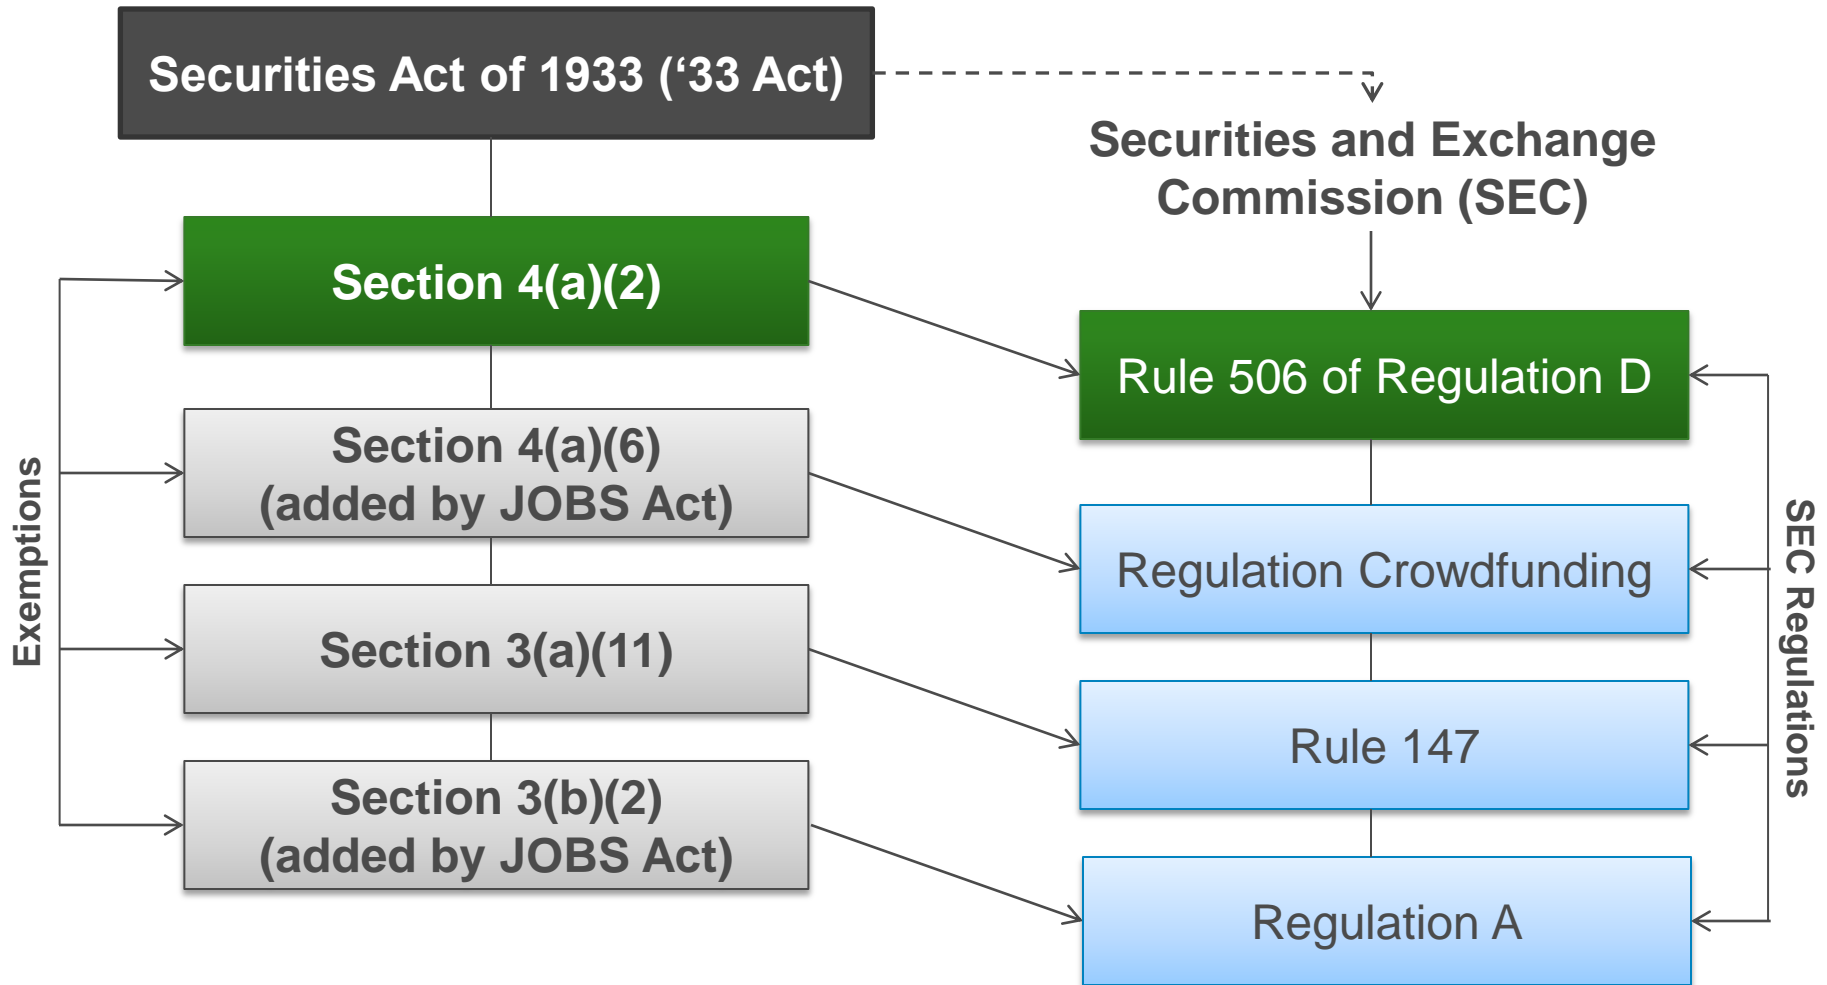 Securities Act of 1933 (‘33 Act)
Securities and Exchange
Commission (SEC)
Exemptions
Section 4(a)(2)
Section 4(a)(6)
(added by JOBS Act)
Section 3(a)(11)
Section 3(b)(2)
(added by JOBS Act)
Rule 506 of Regulation D
Regulation Crowdfunding
Rule 147
Regulation A
SEC Regulations